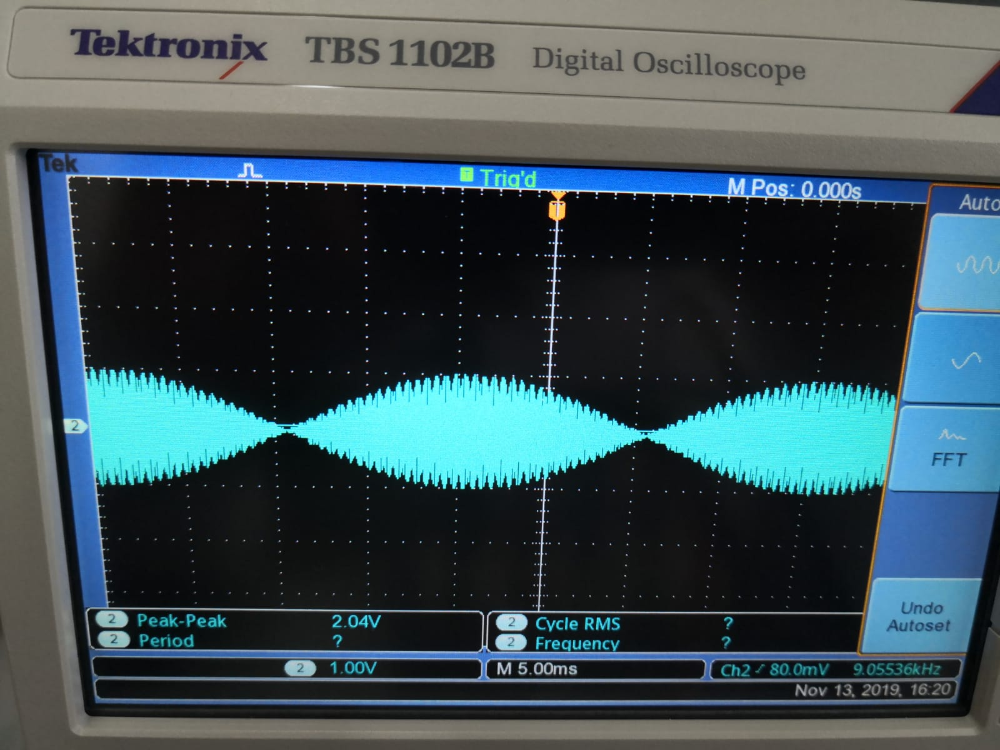 Tektronix TBS 1102B Digital Oscilloscope
Tek T Trig'd M Pos: 0.000s
T
Auto
2
FFT
Undo
Autoset
2 Peak-Peak 2.04V
2 Period ?
2 Cycle RMS ?
2 Frequency ?
2 1.00V M 5.00ms Ch2 80.0mV 9.05536kHz
Nov 13, 2019, 16:20